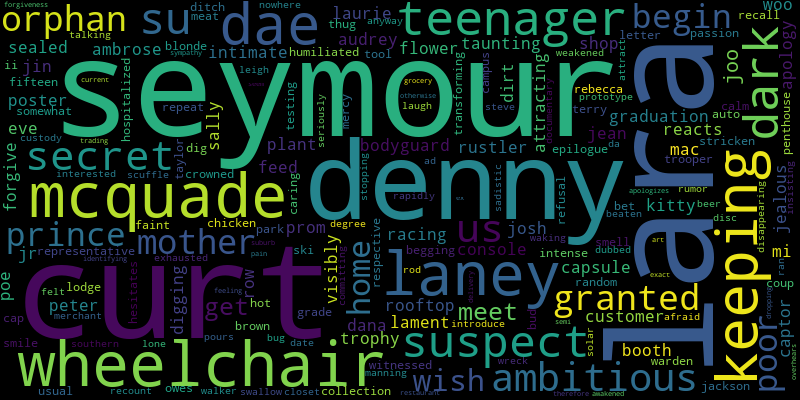 forgiveness
nowhere
orphan
su
dae
teenager
begin
woo
recall
ditch
meat
laurie
thug
anyway
talking
sealed
ambrose
blonde
audrey
flower
taunting
shop
letter
passion
ii
jin
intimate
humiliated
tool
weakened
attract
apology
fifteen
current
grocery
campus
joo
dark
somewhat
hospitalized
sympathy
leigh
seymour
rebecca
calm
poster
repeat
testing
mercy
otherwise
steve
prototype
auto
penthouse
eve
sally
seriously
laugh
transforming
dirt
attracting
documentary
terry
graduation
custody
trading
dig
plant
bodyguard
rustler
jean
reacts
stricken
secret
taylor
epilogue
da
forgive
interested
scuffle
crowned
feed
caring
stopping
ad
mac
trooper
jealous
insisting
mcquade
denny
rapidly
sadistic
refusal
apologizes
rumor
kitty
beer
bet
beaten
disc
disappearing
faint
chicken
park
prom
degree
racing
us
josh
smell
art
lara
keeping
prince
mother
ski
begging
console
waking
intense
dubbed
exact
mi
jr
representative
suburb
visibly
home
respective
laney
capsule
random
ran
poe
exhausted
pain
identifying
rod
coup
felt
lodge
hesitates
digging
row
committing
rooftop
bud
delivers
granted
captor
peter
merchant
feeling
get
hot
dana
lament
introduce
meet
customer
afraid
dropping
poor
cap
curt
brown
grade
trophy
semi
solar
smile
southern
lone
pours
bug
date
witnessed
suspect
wreck
booth
warden
overhears
wheelchair
manning
wish
ambitious
jackson
usual
recount
owes
walker
swallow
closet
collection
restaurant
therefore
awakened